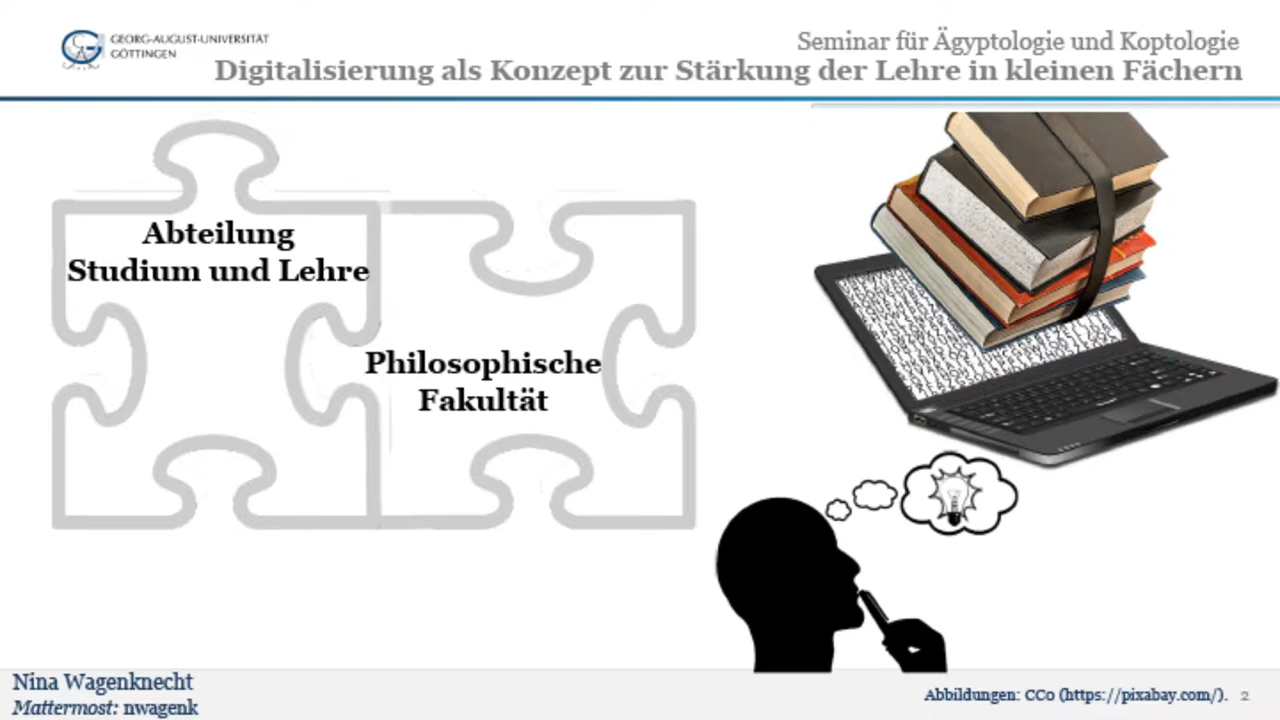 GEORG-AUGUST-UNIVERSITÄT
GÖTTINGEN
Seminar für Ägyptologie und Koptologie
Digitalisierung als Konzept zur Stärkung der Lehre in kleinen Fächern
Abteilung
Studium und Lehre
Philosophische
Fakultät
Nina Wagenknecht
Mattermost: nwagenk
Abbildungen: CC0 (https://pixabay.com/). 2